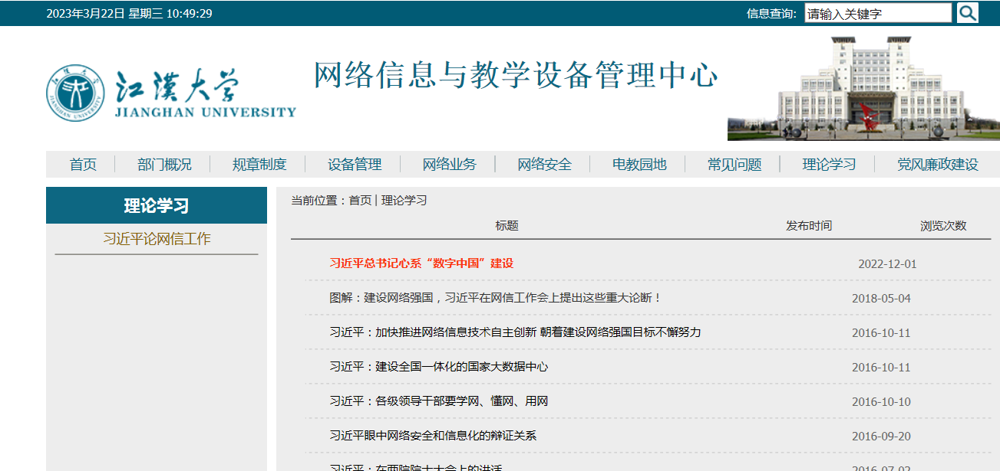 2023年3月22日 星期三 10:49:29
信息查询:
请输入关键字
江漢大学
JIANGHAN UNIVERSITY
网络信息与教学设备管理中心
首页 部门概况 规章制度 设备管理 网络业务 网络安全 电教园地 常见问题 理论学习 党风廉政建设
理论学习
习近平论网信工作
当前位置：首页 | 理论学习
标题 发布时间 浏览次数
习近平总书记心系“数字中国”建设 2022-12-01
图解：建设网络强国，习近平在网信工作会上提出这些重大论断！ 2018-05-04
习近平：加快推进网络信息技术自主创新 朝着建设网络强国目标不懈努力 2016-10-11
习近平：建设全国一体化的国家大数据中心 2016-10-11
习近平：各级领导干部要学网、懂网、用网 2016-10-10
习近平眼中网络安全和信息化的辩证关系 2016-09-20
习近平：在两院院士大会上的讲话 2016-07-02